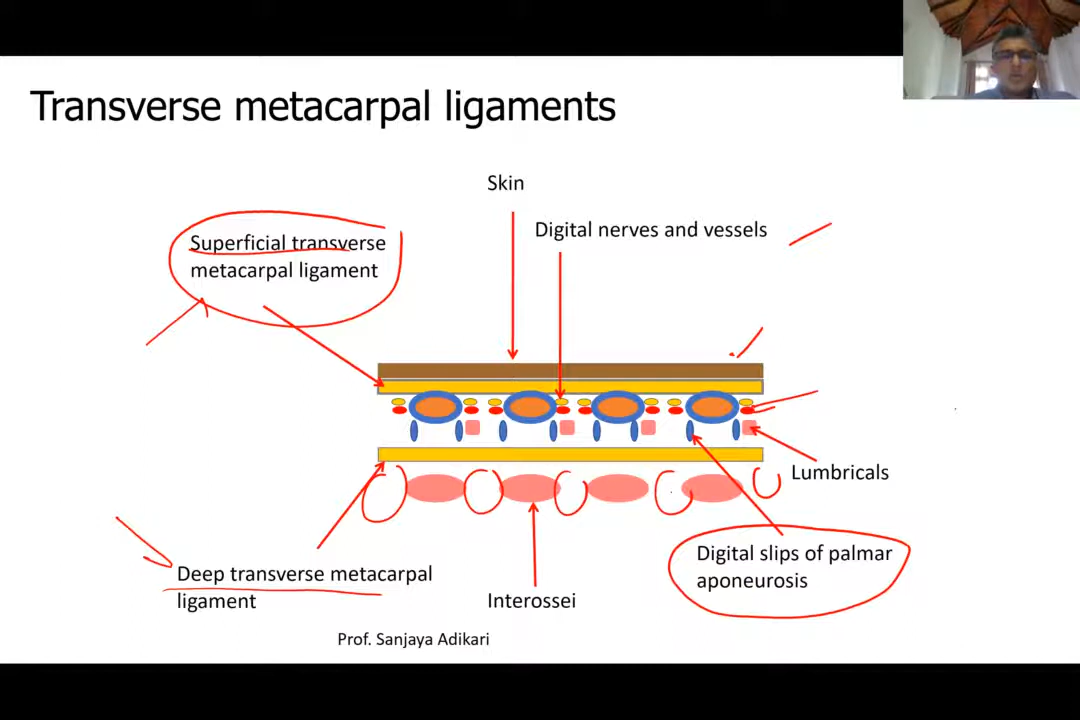 Transverse metacarpal ligaments
Skin
Superficial transverse
metacarpal ligament
Digital nerves and vessels
Lumbricals
Digital slips of palmar
aponeurosis
Deep transverse metacarpal
ligament
Interossei
Prof. Sanjaya Adikari